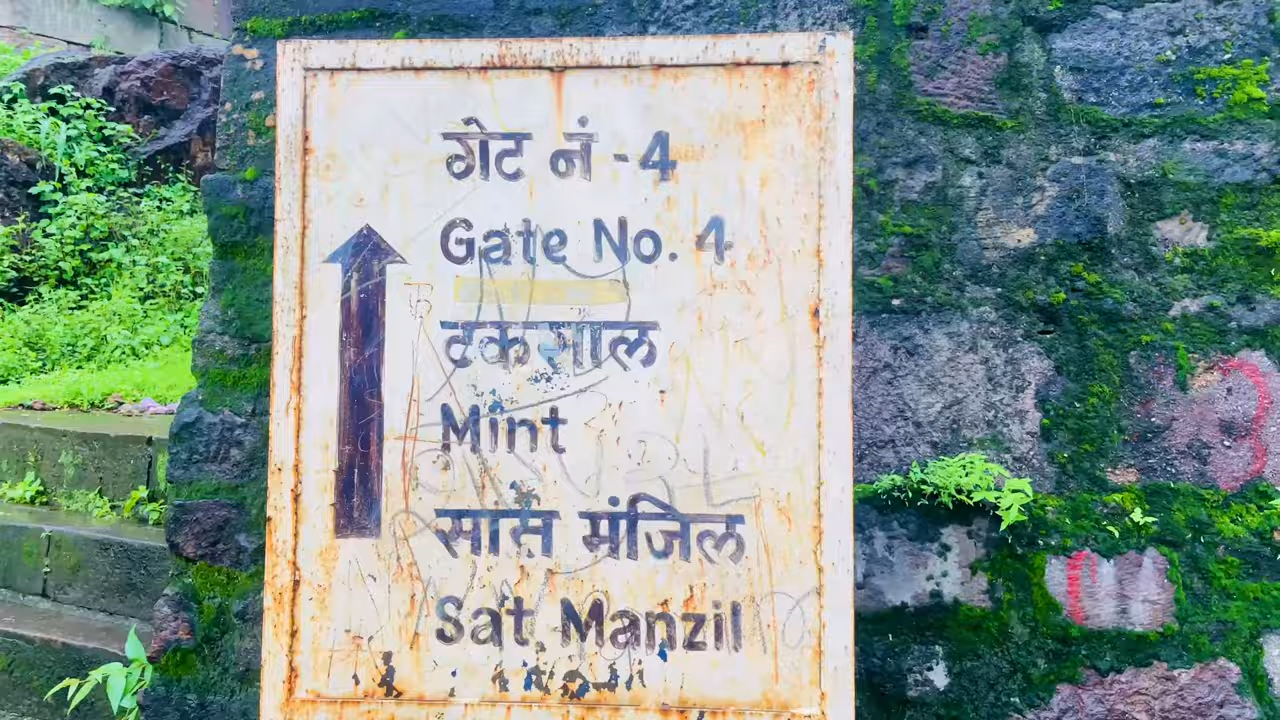 गेट नं - 4
Gate No. 4
टकसाल
Mint
सात मंजिल
Sat Manzil